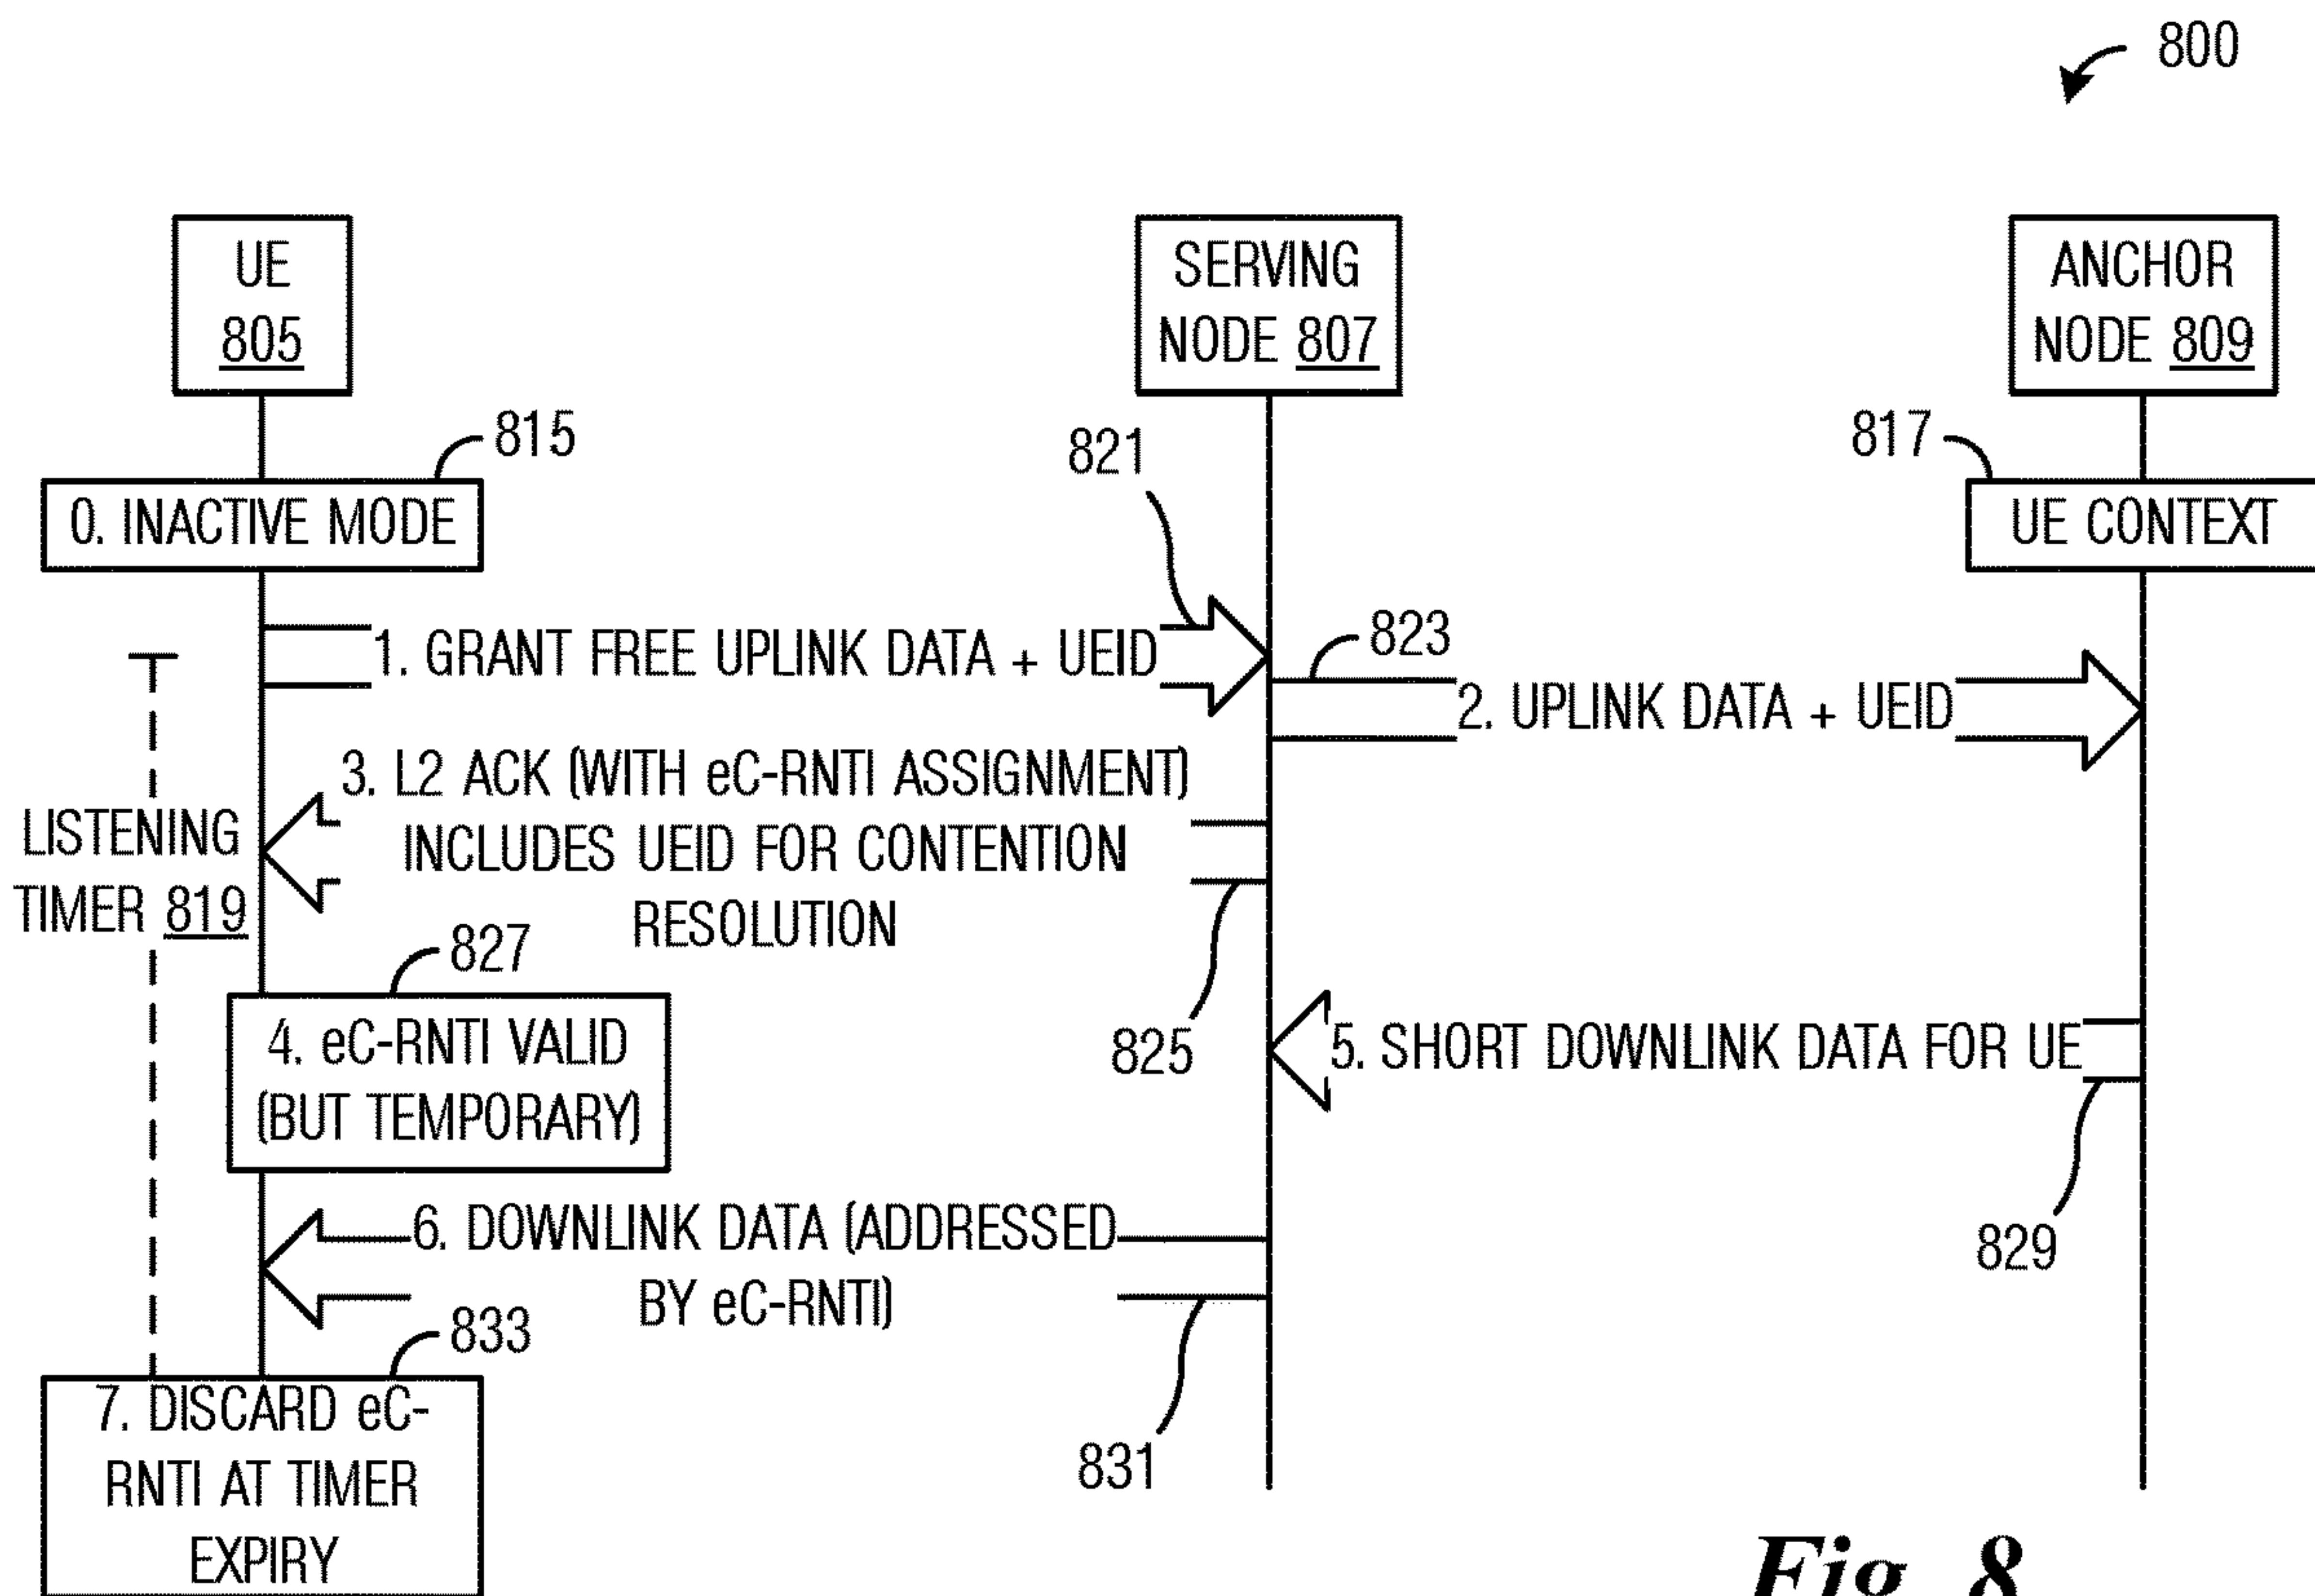 800
UE
805
SERVING
NODE 807
ANCHOR
NODE 809
815
821
817
0. INACTIVE MODE
UE CONTEXT
1. GRANT FREE UPLINK DATA + UEID
823
2. UPLINK DATA + UEID
3. L2 ACK (WITH eC-RNTI ASSIGNMENT)
INCLUDES UEID FOR CONTENTION
RESOLUTION
LISTENING
TIMER 819
827
825
4. eC-RNTI VALID
(BUT TEMPORARY)
5. SHORT DOWNLINK DATA FOR UE
829
6. DOWNLINK DATA (ADDRESSED
BY eC-RNTI)
833
831
7. DISCARD eC-
RNTI AT TIMER
EXPIRY
Fig. 8